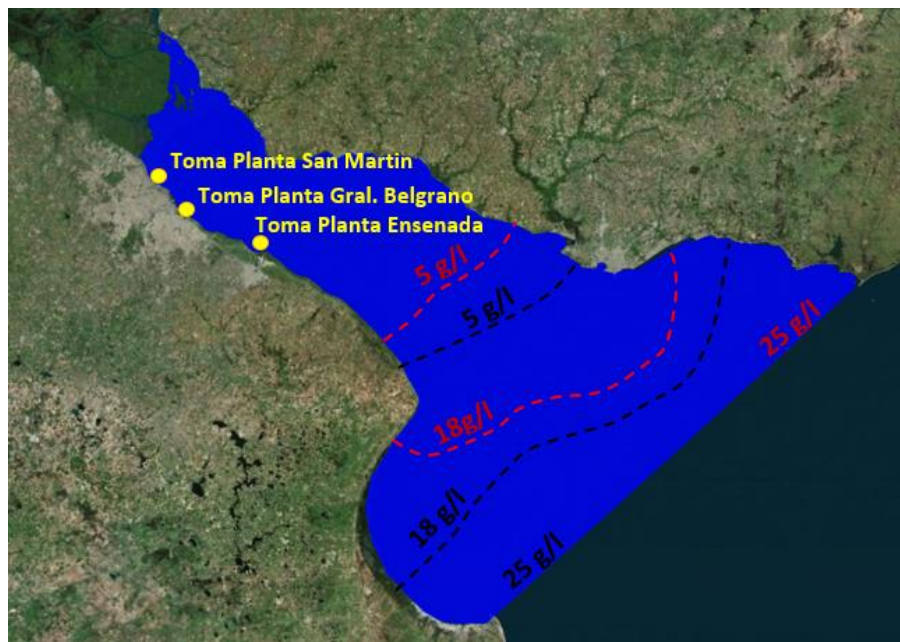 Toma Planta San Martin
Toma Planta Gral. Belgrano
Toma Planta Ensenada
5 g/l
5 g/l
25 g/l
18g/l
18 g/l
25 g/l